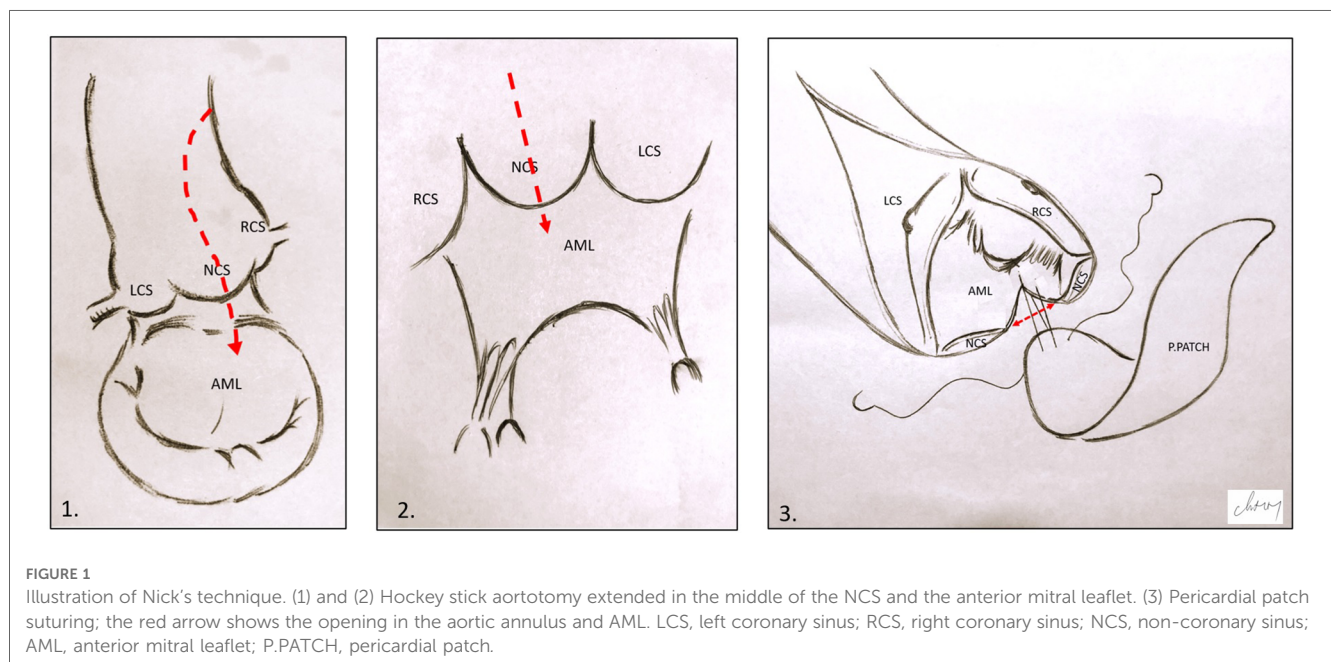 RCS
NCS
LCS
AML
1.
LCS
NCS
RCS
AML
2.
LCS
RCS
AML
NCS
NCS
P.PATCH
3.
FIGURE 1
Illustration of Nick's technique. (1) and (2) Hockey stick aortotomy extended in the middle of the NCS and the anterior mitral leaflet. (3) Pericardial patch
suturing; the red arrow shows the opening in the aortic annulus and AML. LCS, left coronary sinus; RCS, right coronary sinus; NCS, non-coronary sinus;
AML, anterior mitral leaflet; P.PATCH, pericardial patch.